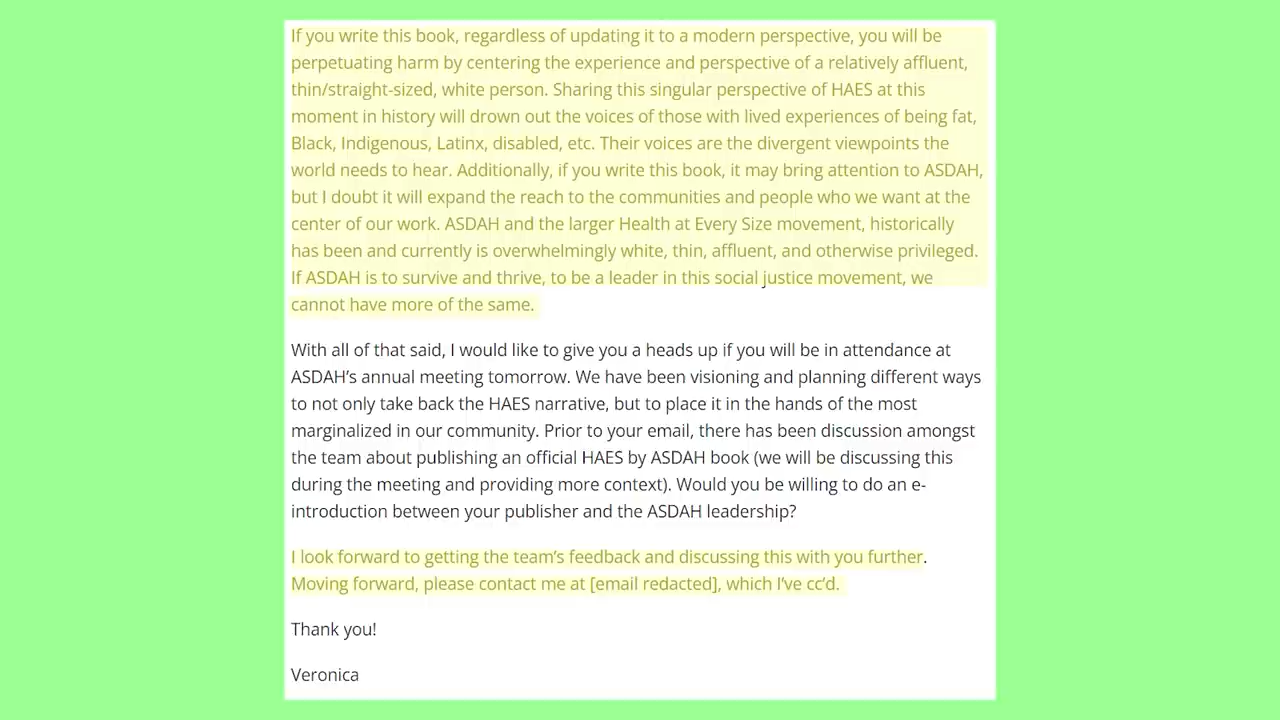 If you write this book, regardless of updating it to a modern perspective, you will be
perpetuating harm by centering the experience and perspective of a relatively affluent,
thin/straight-sized, white person. Sharing this singular perspective of HAES at this
moment in history will drown out the voices of those with lived experiences of being fat,
Black, Indigenous, Latinx, disabled, etc. Their voices are the divergent viewpoints the
world needs to hear. Additionally, if you write this book, it may bring attention to ASDAH,
but I doubt it will expand the reach to the communities and people who we want at the
center of our work. ASDAH and the larger Health at Every Size movement, historically
has been and currently is overwhelmingly white, thin, affluent, and otherwise privileged.
If ASDAH is to survive and thrive, to be a leader in this social justice movement, we
cannot have more of the same.
With all of that said, I would like to give you a heads up if you will be in attendance at
ASDAH’s annual meeting tomorrow. We have been visioning and planning different ways
to not only take back the HAES narrative, but to place it in the hands of the most
marginalized in our community. Prior to your email, there has been discussion amongst
the team about publishing an official HAES by ASDAH book (we will be discussing this
during the meeting and providing more context). Would you be willing to do an e-
introduction between your publisher and the ASDAH leadership?
I look forward to getting the team’s feedback and discussing this with you further.
Moving forward, please contact me at [email redacted], which I’ve cc’d.
Thank you!
Veronica